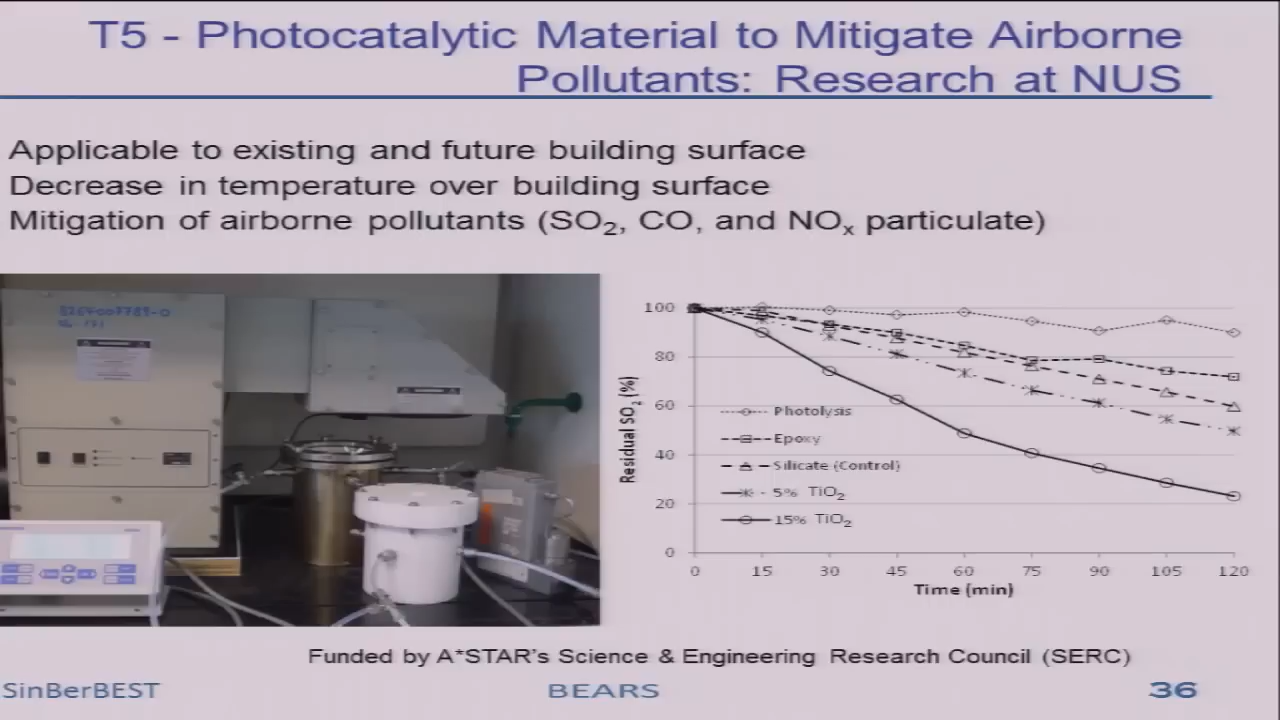 T5 - Photocatalytic Material to Mitigate Airborne
Pollutants: Research at NUS
Applicable to existing and future building surface
Decrease in temperature over building surface
Mitigation of airborne pollutants (SO₂, CO, and NOₓ particulate)
Residual SO₂ (%)
100
80
60
40
20
0
Photolysis
Epoxy
Silicate (Control)
5% TiO₂
15% TiO₂
0 15 30 45 60 75 90 105 120
Time (min)
Funded by A*STAR's Science & Engineering Research Council (SERC)
SinBerBEST BEARS 36